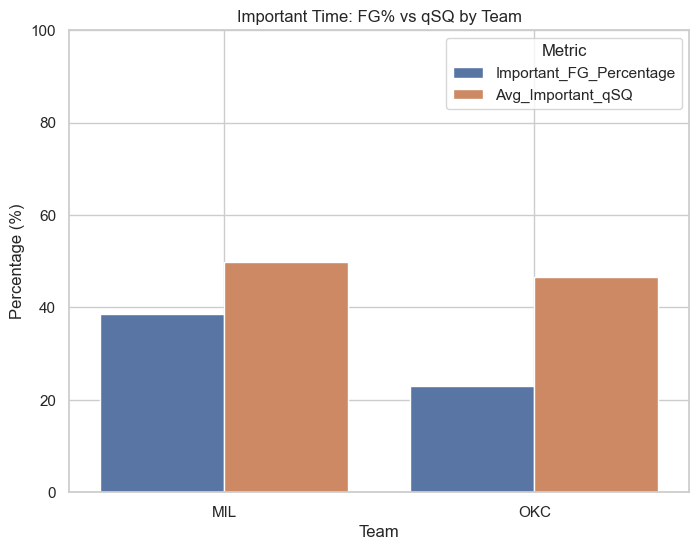 Important Time: FG% vs qSQ by Team
Metric
Important_FG_Percentage
Avg_Important_qSQ
Percentage (%)
100
80
60
40
20
0
MIL
OKC
Team